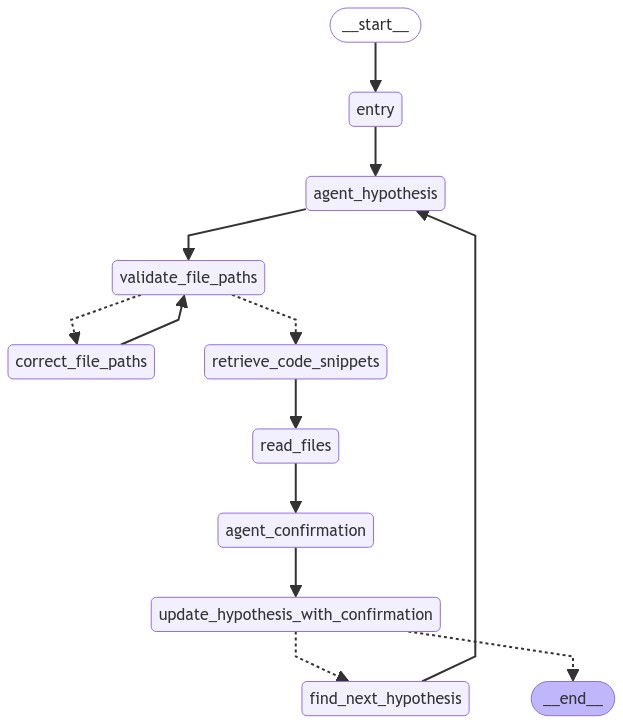 __start__
entry
agent_hypothesis
validate_file_paths
correct_file_paths
retrieve_code_snippets
read_files
agent_confirmation
update_hypothesis_with_confirmation
find_next_hypothesis
__end__